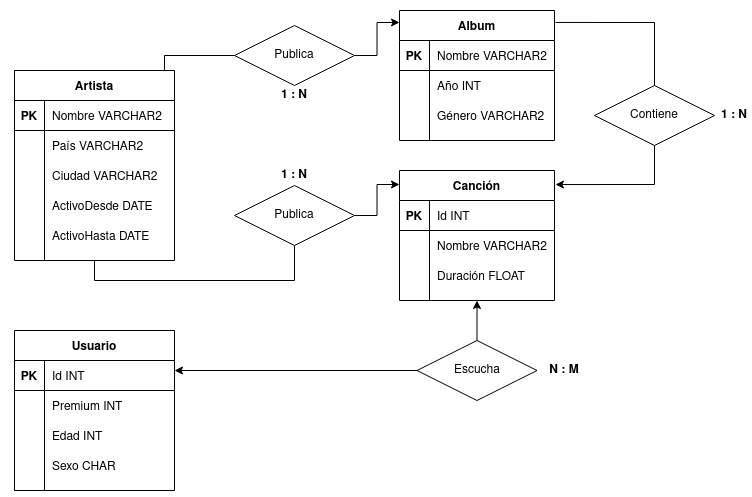 Artista
PK Nombre VARCHAR2
País VARCHAR2
Ciudad VARCHAR2
ActivoDesde DATE
ActivoHasta DATE
Publica
1 : N
Album
PK Nombre VARCHAR2
Año INT
Género VARCHAR2
Contiene
1 : N
1 : N
Publica
Canción
PK Id INT
Nombre VARCHAR2
Duración FLOAT
Usuario
PK Id INT
Premium INT
Edad INT
Sexo CHAR
Escucha
N : M